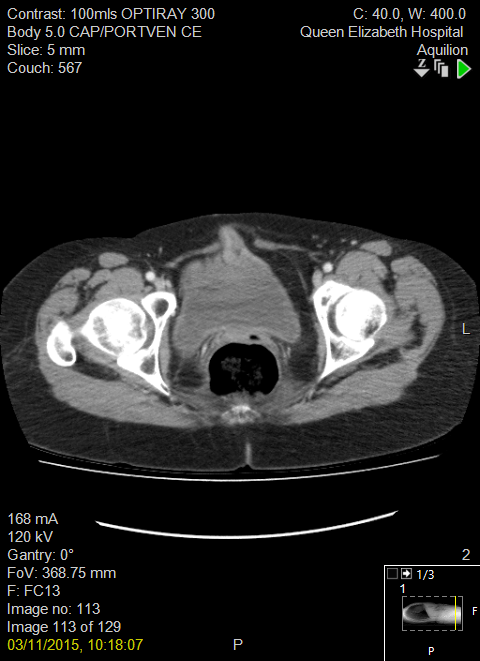 Contrast: 100mls OPTIRAY 300
C: 40.0, W: 400.0
Body 5.0 CAP/PORTVEN CE
Queen Elizabeth Hospital
Slice: 5 mm
Aquilion
Couch: 567
Z
L
168 mA
120 kV
Gantry: 0°
2
FoV: 368.75 mm
1/3
F: FC13
1
Image no: 113
F
Image 113 of 129
03/11/2015, 10:18:07
P
P